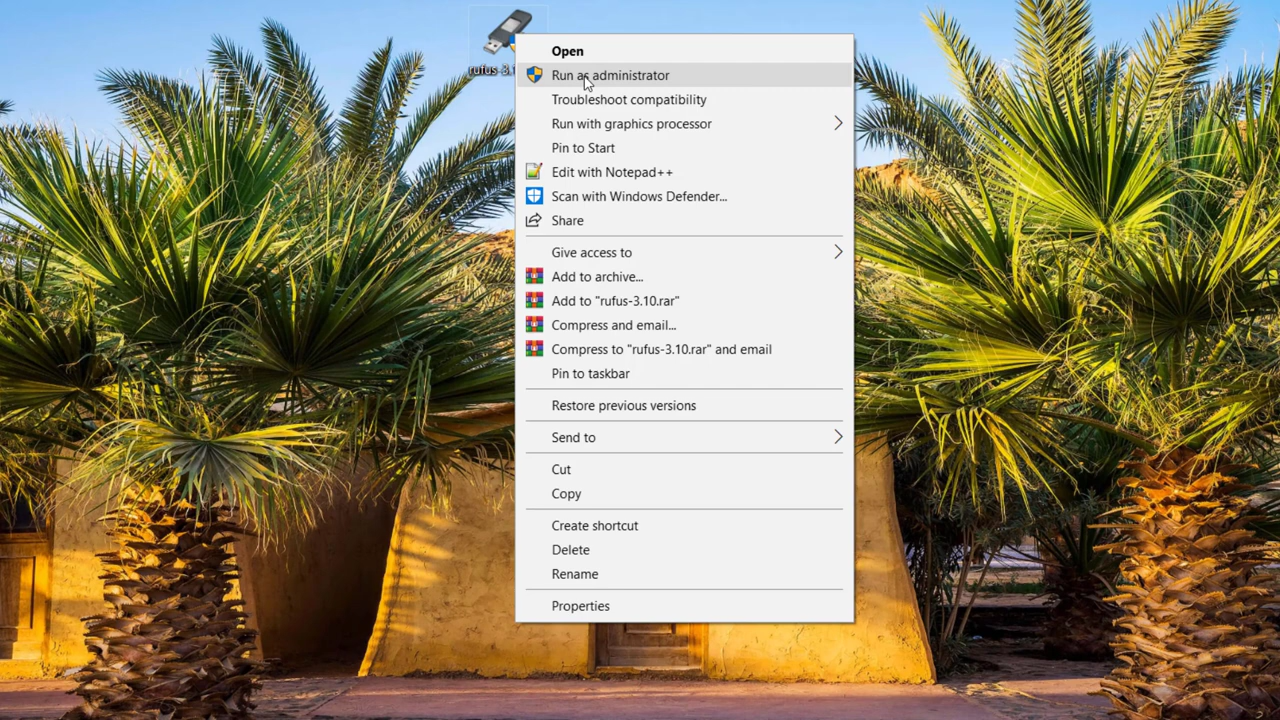 rufus-3.1
Open
Run as administrator
Troubleshoot compatibility
Run with graphics processor
Pin to Start
Edit with Notepad++
Scan with Windows Defender...
Share
Give access to
Add to archive...
Add to "rufus-3.10.rar"
Compress and email...
Compress to "rufus-3.10.rar" and email
Pin to taskbar
Restore previous versions
Send to
Cut
Copy
Create shortcut
Delete
Rename
Properties